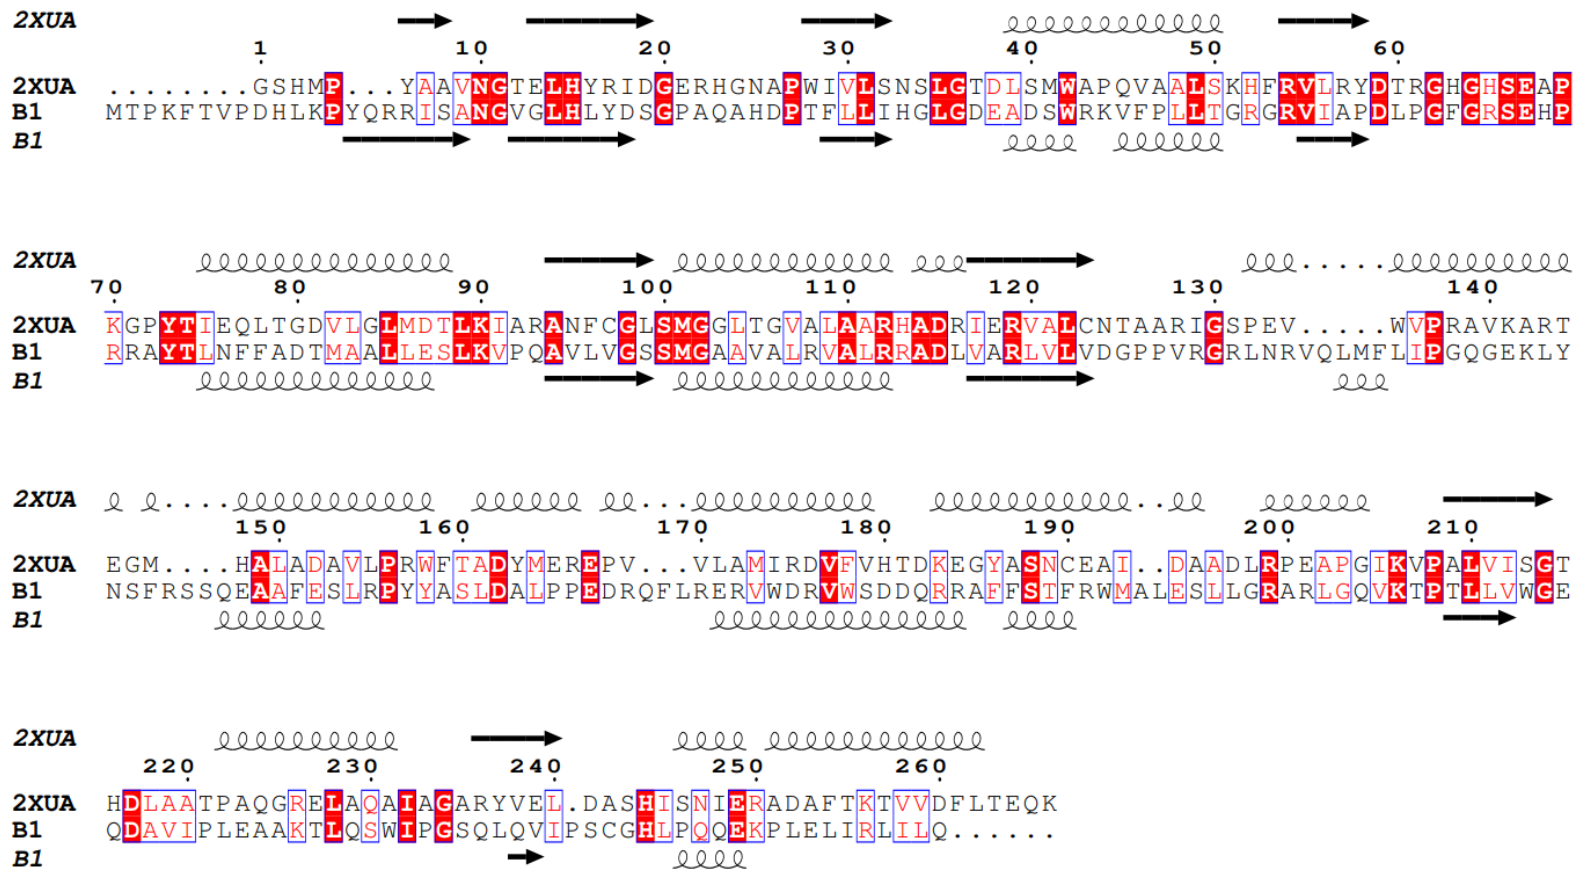 2XUA
1 10 20 30 40 50 60
2XUA ........GSHMP...YAAVNGTELHYRIDGERHGNAPWIVLSNSLGTDLSMWAPQVAALSKHFRVLRYDTRGHGHSEAP
B1 MTPKFTVPDHLKPYQRRISANGVGLHLYDSGPAQAHDPTFLLIHGLGDEADSWRKVFPLLTGRGRVIAPDLPGFGRSEHP
B1
2XUA
70 80 90 100 110 120 130 140
2XUA KGPYTIEQLTGDVLGLMDTLKIARANFCGLSMGGLTGVALAARHADRIERVALCNTAARIGSPEV.....WVPRAVKART
B1 RRAYTLNFFADTMAALLESLKVPQAVLVGSSMGAAVALRVALRRADLVARLVLVDGPPVRGRLNRVQLMFLIPGQGEKLY
B1
2XUA
150 160 170 180 190 200 210
2XUA EGM....HALADAVLPRWFTADYMEREPV...VLAMIRDVFVHTDKEGYASNCEAI..DAADLRPEAPGIKVPALVISGT
B1 NSFRSSQEAAFESLRPYYASLDALPPEDRQFLRERVWDRVWSDDQRRAFFSTFRWMALESLLGRARLGQVKTPTLLVWGE
B1
2XUA
220 230 240 250 260
2XUA HDLAATPAQGRELAQAIAGARYVEL.DASHISNIERADAFTKTVVDFLTEQK
B1 QDAVIPLEAAKTLQSWIPGSQLQVIPSCGHLPQQEKPLELIRLILQ......
B1